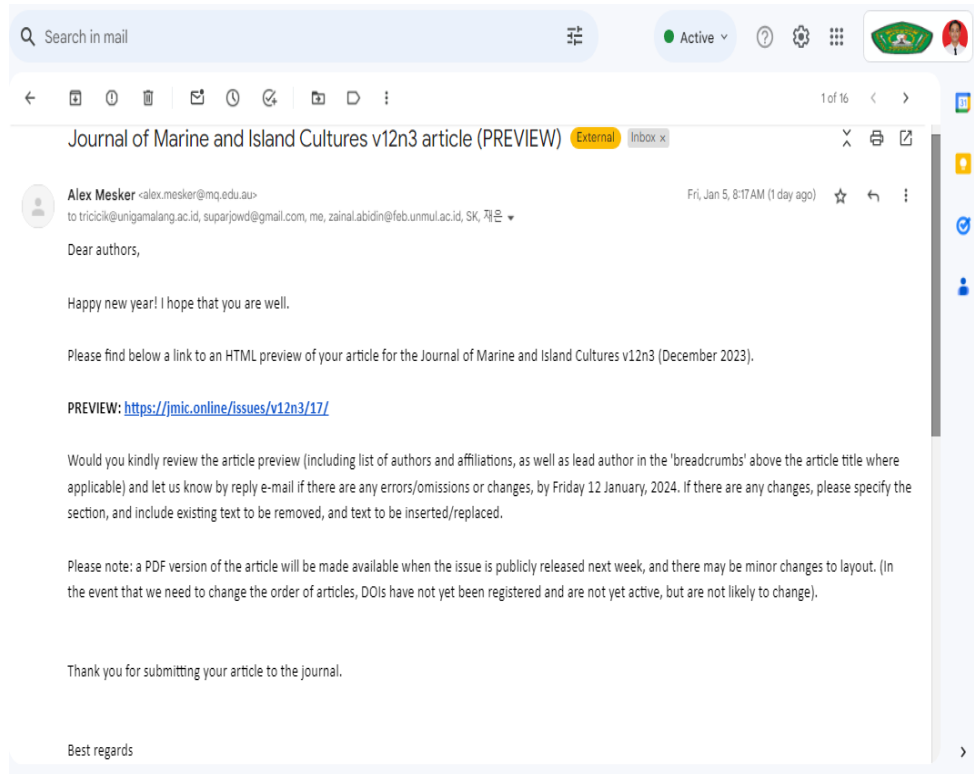 Search in mail
Active
1 of 16
Journal of Marine and Island Cultures v12n3 article (PREVIEW) External Inbox x
Alex Mesker <alex.mesker@mq.edu.au> Fri, Jan 5, 8:17 AM (1 day ago)
to tricicik@unigamalang.ac.id, suparjowd@gmail.com, me, zainal.abidin@feb.unmul.ac.id, SK, 재은
Dear authors,
Happy new year! I hope that you are well.
Please find below a link to an HTML preview of your article for the Journal of Marine and Island Cultures v12n3 (December 2023).
PREVIEW: https://jmic.online/issues/v12n3/17/
Would you kindly review the article preview (including list of authors and affiliations, as well as lead author in the 'breadcrumbs' above the article title where
applicable) and let us know by reply e-mail if there are any errors/omissions or changes, by Friday 12 January, 2024. If there are any changes, please specify the
section, and include existing text to be removed, and text to be inserted/replaced.
Please note: a PDF version of the article will be made available when the issue is publicly released next week, and there may be minor changes to layout. (In
the event that we need to change the order of articles, DOIs have not yet been registered and are not yet active, but are not likely to change).
Thank you for submitting your article to the journal.
Best regards
31